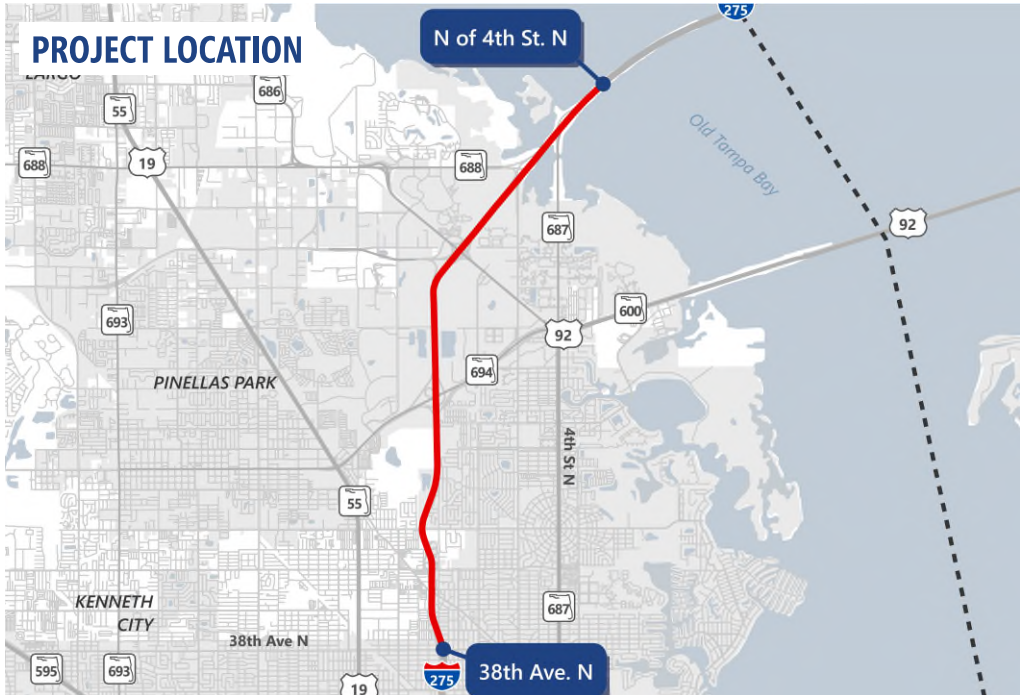 PROJECT LOCATION
N of 4th St. N
275
LARGO
686
55
19
688
688
Old Tampa Bay
687
92
693
600
92
694
PINELLAS PARK
4th St N
55
KENNETH
CITY
687
38th Ave N
595
693
19
275
38th Ave. N